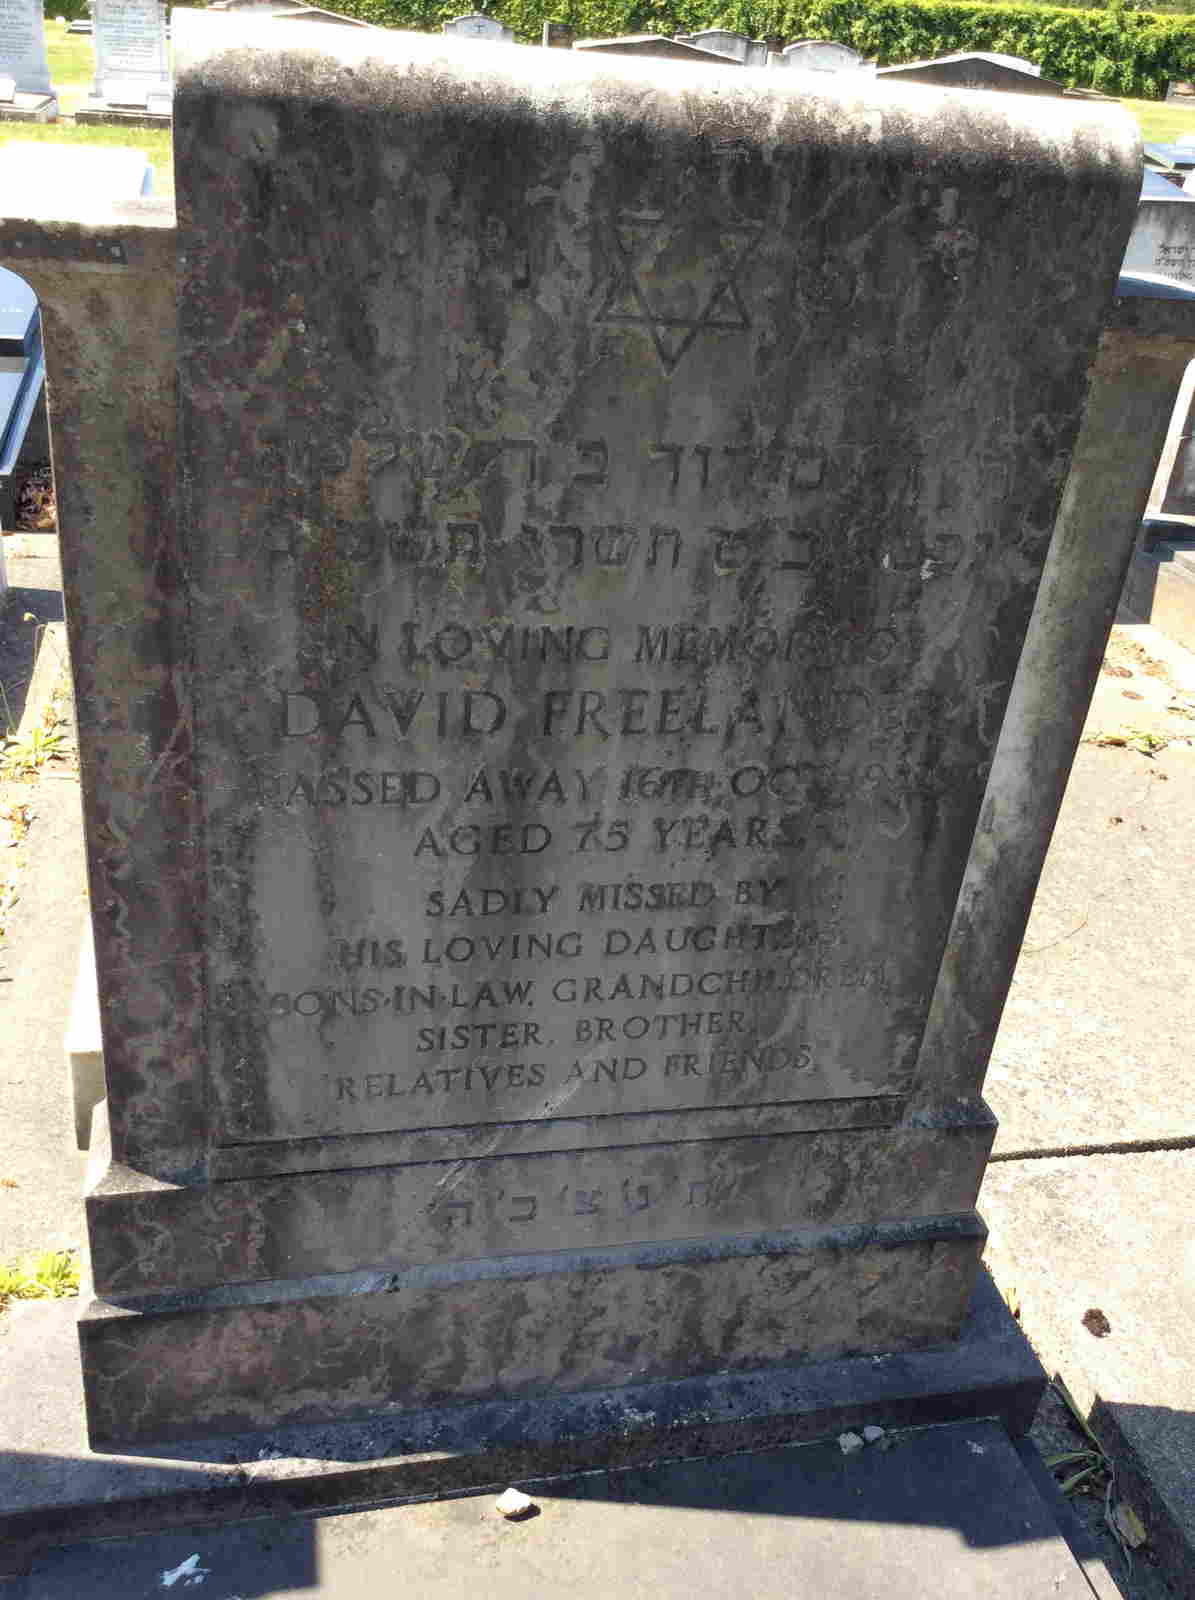 פ נ
דוד ב ר
תשרי
IN LOVING MEMORY OF
DAVID FREELANDER
PASSED AWAY 16TH OCT.
AGED 75 YEARS.
SADLY MISSED BY
HIS LOVING DAUGHTERS,
SONS-IN-LAW, GRANDCHILDREN,
SISTER, BROTHER,
RELATIVES AND FRIENDS.
ת' נ' צ' ב' ה'